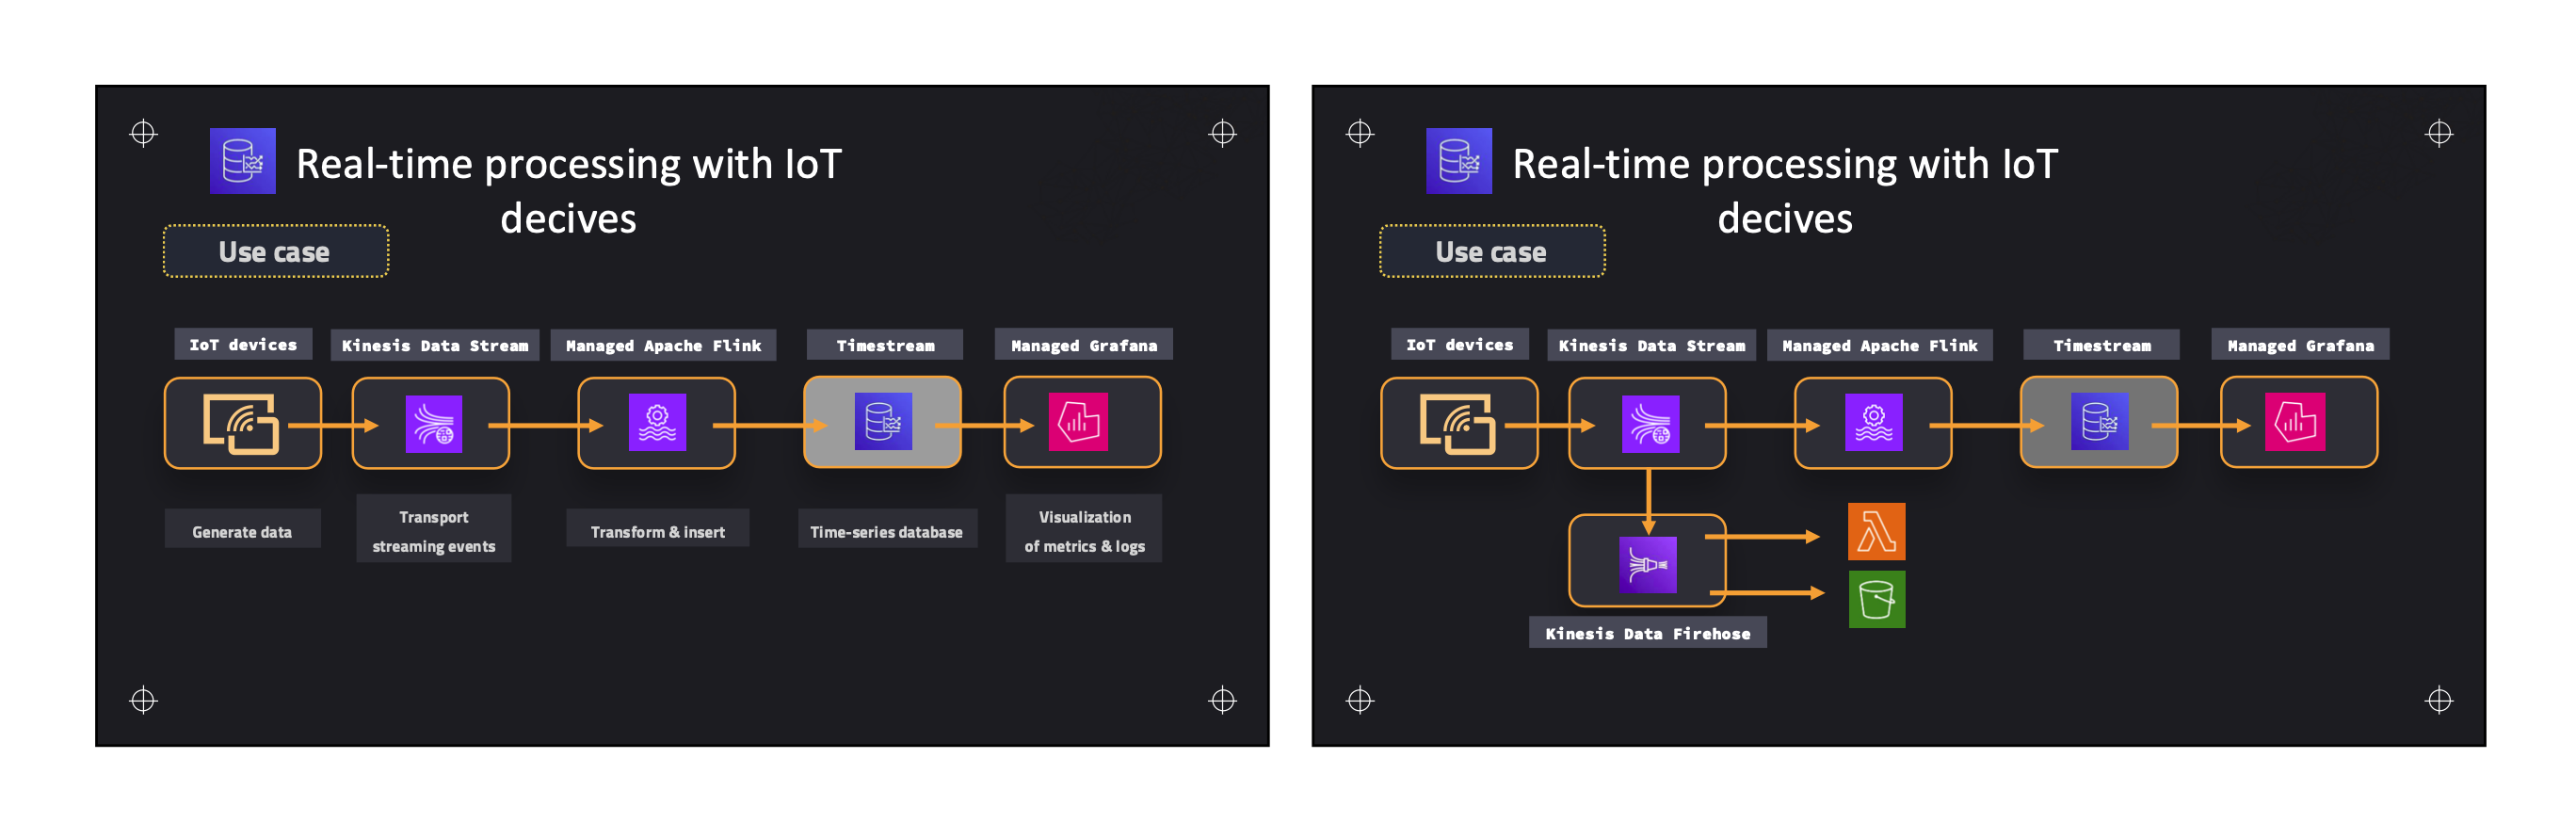 Real-time processing with IoT
decives
Use case
IoT devices
Kinesis Data Stream
Managed Apache Flink
Timestream
Managed Grafana
Generate data
Transport
streaming events
Transform & insert
Time-series database
Visualization
of metrics & logs
Real-time processing with IoT
decives
Use case
IoT devices
Kinesis Data Stream
Managed Apache Flink
Timestream
Managed Grafana
Kinesis Data Firehose